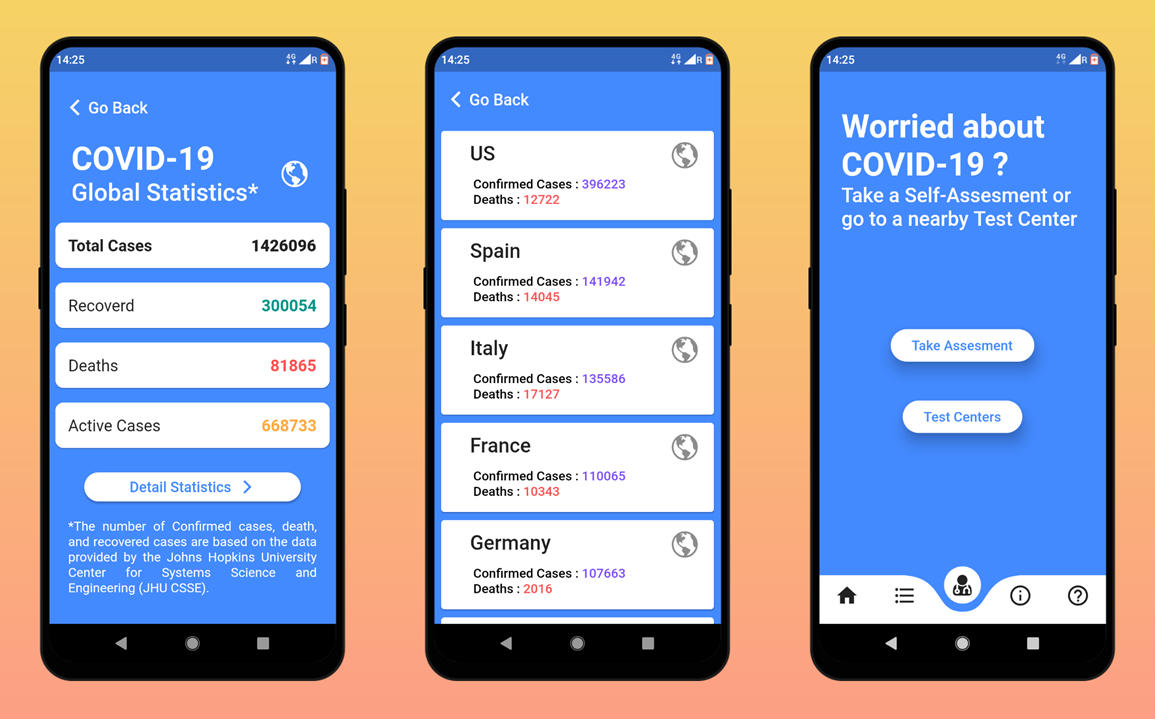 14:25
4G R
Go Back
COVID-19
Global Statistics*
Total Cases 1426096
Recoverd 300054
Deaths 81865
Active Cases 668733
Detail Statistics
*The number of Confirmed cases, death,
and recovered cases are based on the data
provided by the Johns Hopkins University
Center for Systems Science and
Engineering (JHU CSSE).
14:25
4G R
Go Back
US
Confirmed Cases : 396223
Deaths : 12722
Spain
Confirmed Cases : 141942
Deaths : 14045
Italy
Confirmed Cases : 135586
Deaths : 17127
France
Confirmed Cases : 110065
Deaths : 10343
Germany
Confirmed Cases : 107663
Deaths : 2016
14:25
4G R
Worried about
COVID-19 ?
Take a Self-Assesment or
go to a nearby Test Center
Take Assesment
Test Centers